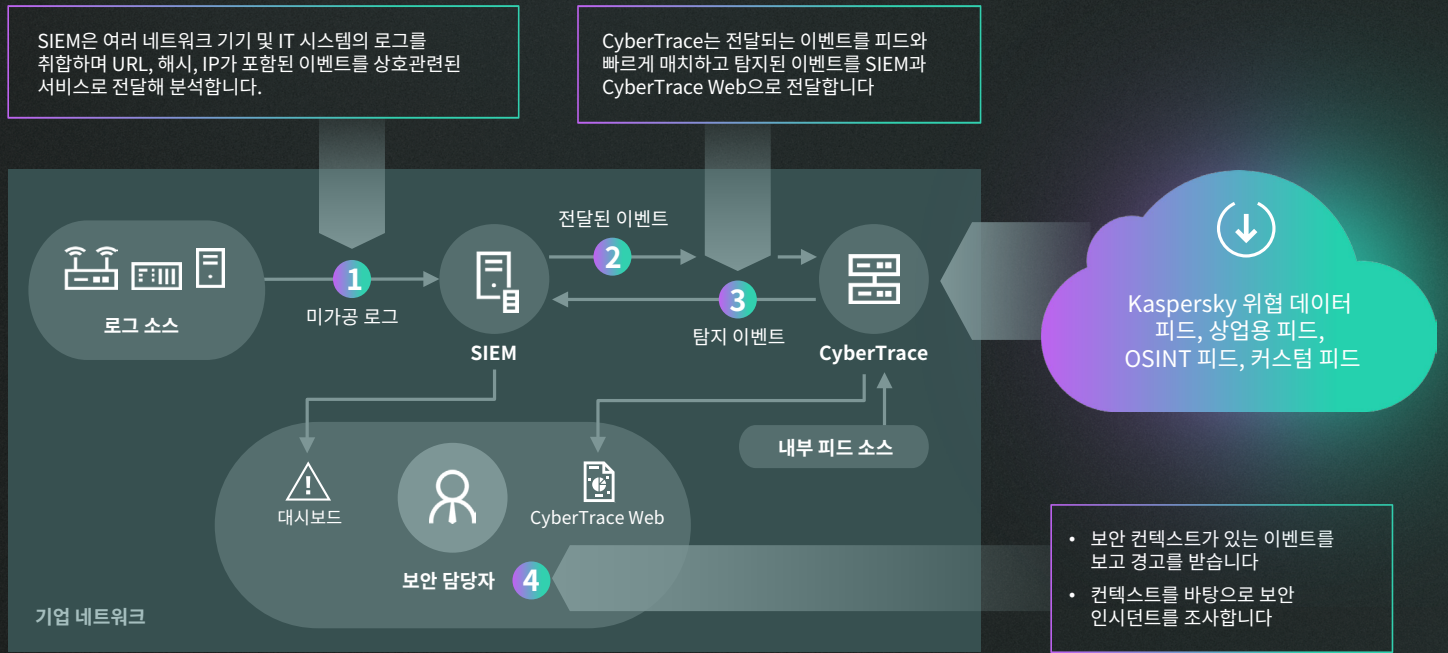 SIEM은 여러 네트워크 기기 및 IT 시스템의 로그를
취합하며 URL, 해시, IP가 포함된 이벤트를 상호관련된
서비스로 전달해 분석합니다.
CyberTrace는 전달되는 이벤트를 피드와
빠르게 매치하고 탐지된 이벤트를 SIEM과
CyberTrace Web으로 전달합니다
전달된 이벤트
1
2
3
미가공 로그
탐지 이벤트
로그 소스
SIEM
CyberTrace
Kaspersky 위협 데이터
피드, 상업용 피드,
OSINT 피드, 커스텀 피드
내부 피드 소스
대시보드
CyberTrace Web
보안 담당자
4
기업 네트워크
• 보안 컨텍스트가 있는 이벤트를
보고 경고를 받습니다
• 컨텍스트를 바탕으로 보안
인시던트를 조사합니다